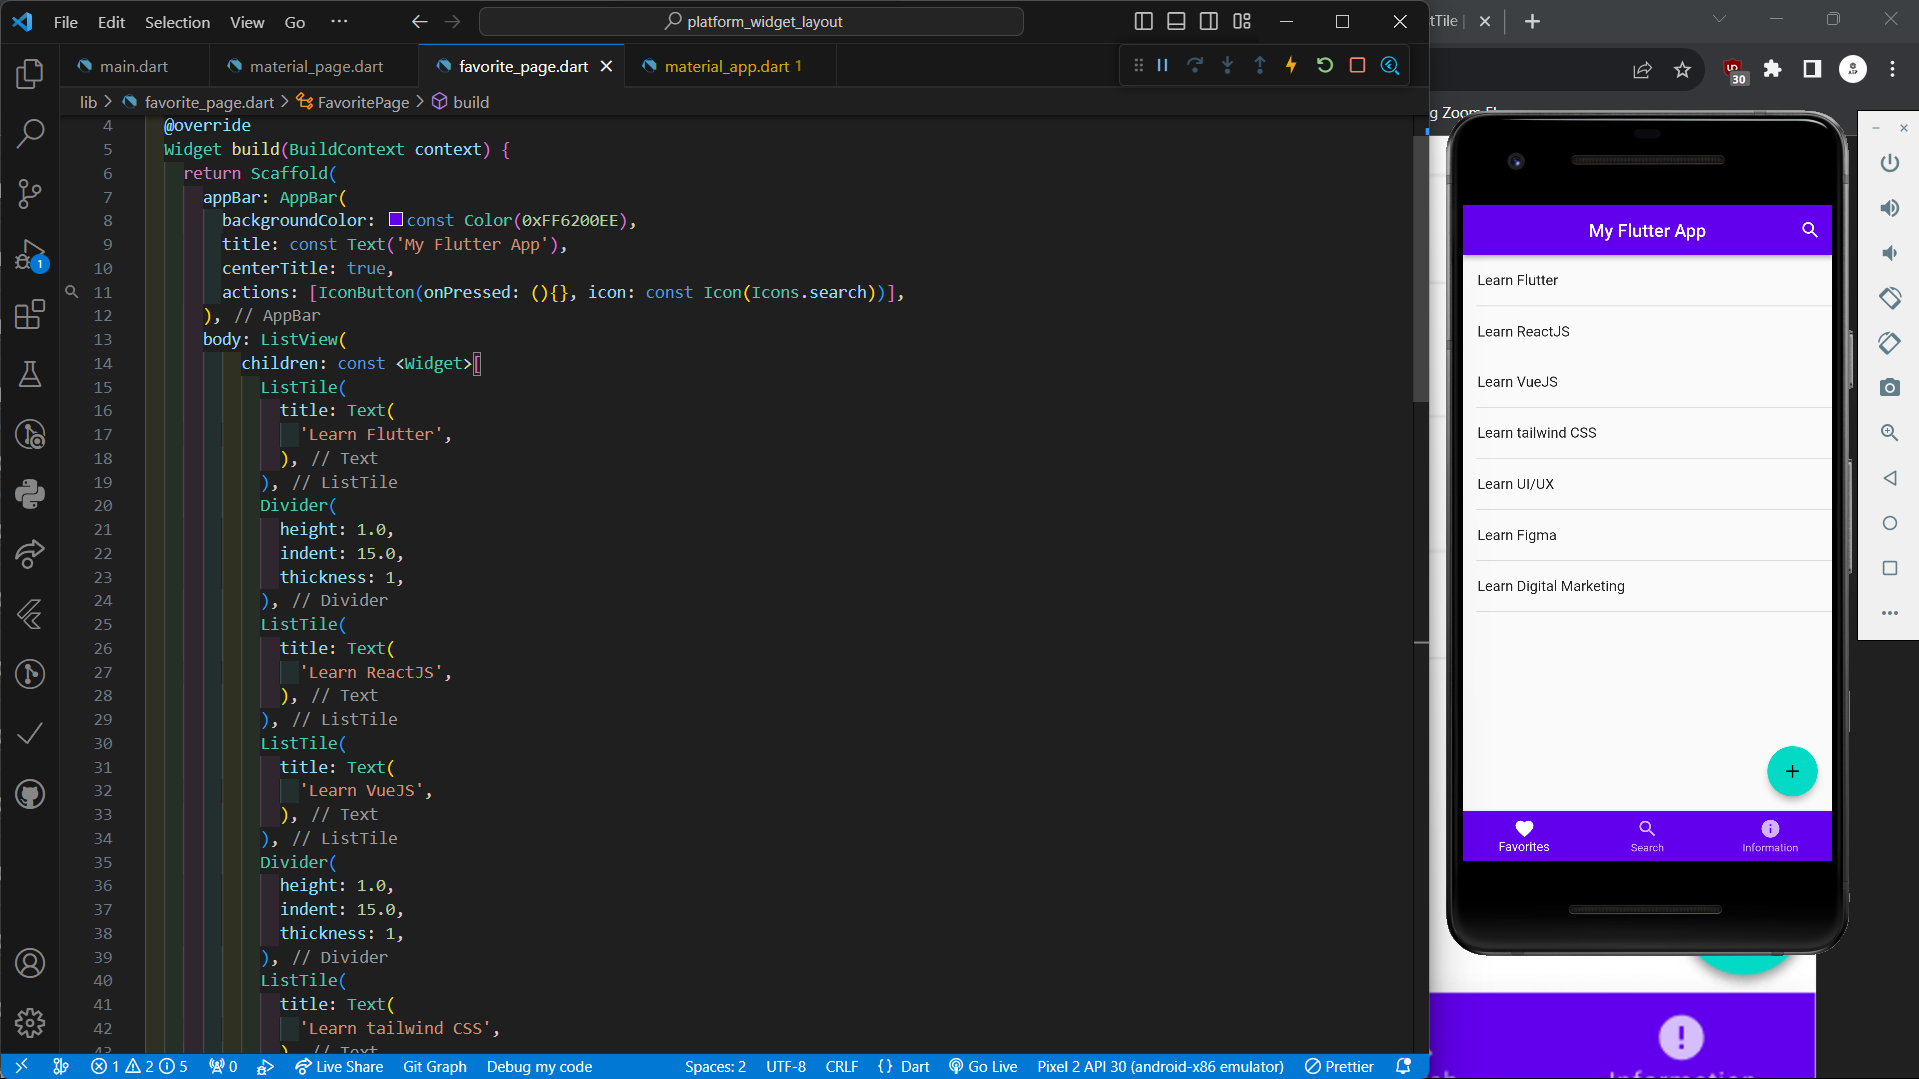 File Edit Selection View Go ··· platform_widget_layout
main.dart material_page.dart favorite_page.dart material_app.dart 1
lib > favorite_page.dart > FavoritePage > build
4 @override
5 Widget build(BuildContext context) {
6 return Scaffold(
7 appBar: AppBar(
8 backgroundColor: const Color(0xFF6200EE),
9 title: const Text('My Flutter App'),
10 centerTitle: true,
11 actions: [IconButton(onPressed: (){}, icon: const Icon(Icons.search))],
12 ), // AppBar
13 body: ListView(
14 children: const <Widget>[
15 ListTile(
16 title: Text(
17 'Learn Flutter',
18 ), // Text
19 ), // ListTile
20 Divider(
21 height: 1.0,
22 indent: 15.0,
23 thickness: 1,
24 ), // Divider
25 ListTile(
26 title: Text(
27 'Learn ReactJS',
28 ), // Text
29 ), // ListTile
30 ListTile(
31 title: Text(
32 'Learn VueJS',
33 ), // Text
34 ), // ListTile
35 Divider(
36 height: 1.0,
37 indent: 15.0,
38 thickness: 1,
39 ), // Divider
40 ListTile(
41 title: Text(
42 'Learn tailwind CSS',
43 ), // Text
1
1 2 5 0 Live Share Git Graph Debug my code Spaces: 2 UTF-8 CRLF {} Dart Go Live Pixel 2 API 30 (android-x86 emulator) Prettier
tTile
30
g Zoom
My Flutter App
Learn Flutter
Learn ReactJS
Learn VueJS
Learn tailwind CSS
Learn UI/UX
Learn Figma
Learn Digital Marketing
Favorites Search Information
Information